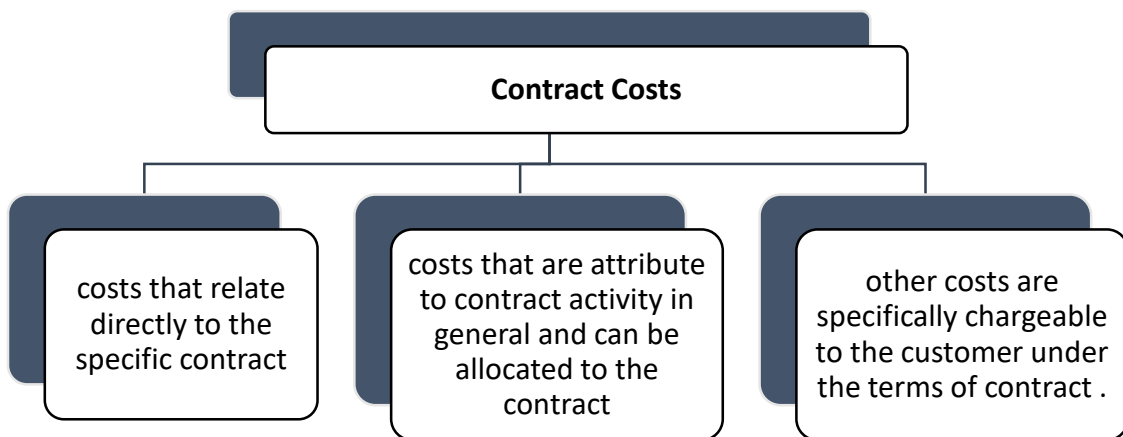 Contract Costs
costs that relate
directly to the
specific contract
costs that are attribute
to contract activity in
general and can be
allocated to the
contract
other costs are
specifically chargeable
to the customer under
the terms of contract .